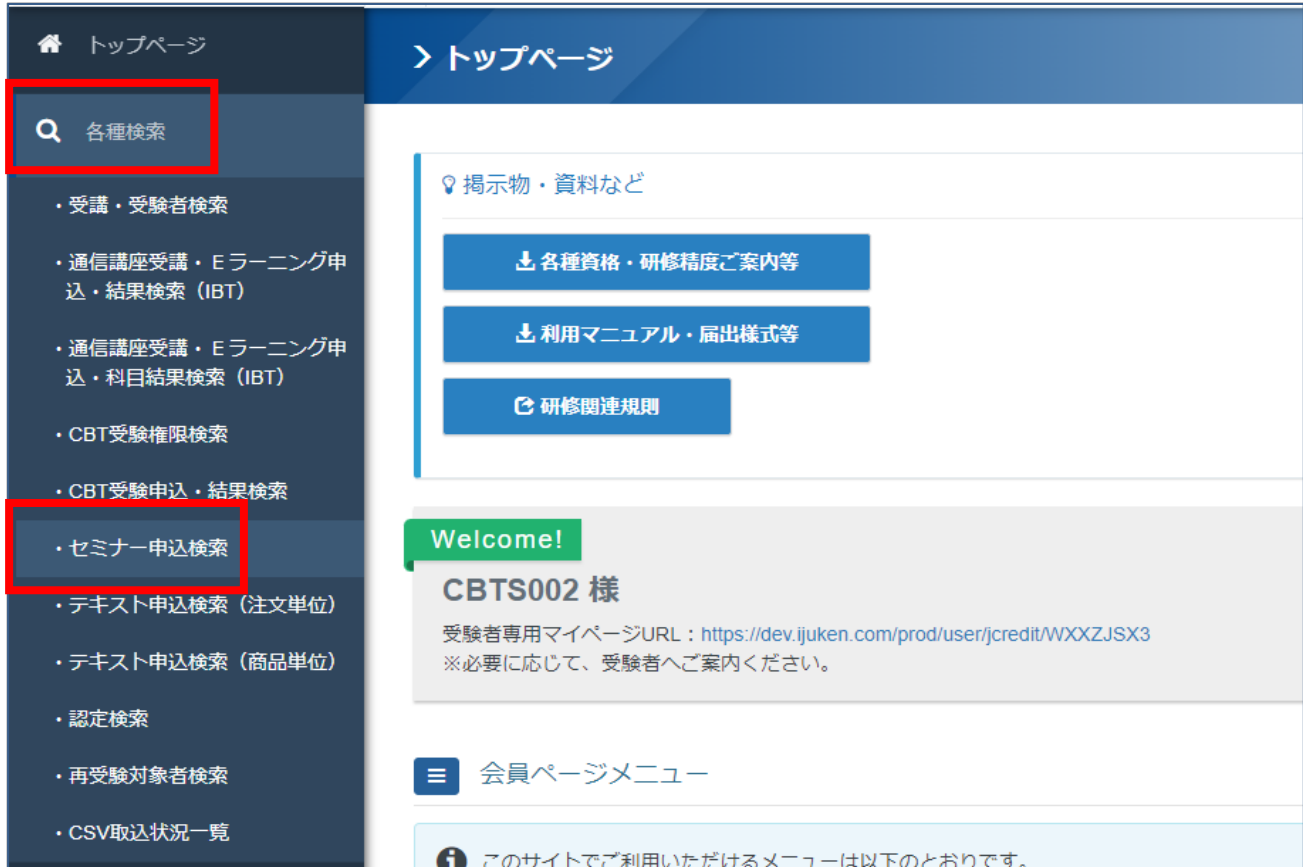 トップページ
各種検索
・受講・受験者検索
・通信講座受講・Ｅラーニング申
込・結果検索（IBT）
・通信講座受講・Ｅラーニング申
込・科目結果検索（IBT）
・CBT受験権限検索
・CBT受験申込・結果検索
・セミナー申込検索
・テキスト申込検索（注文単位）
・テキスト申込検索（商品単位）
・認定検索
・再受験対象者検索
・CSV取込状況一覧
トップページ
掲示物・資料など
各種資格・研修精度ご案内等
利用マニュアル・届出様式等
研修関連規則
Welcome!
CBTS002 様
受験者専用マイページURL：https://dev.ijuken.com/prod/user/jcredit/WXXZJSX3
※必要に応じて、受験者へご案内ください。
会員ページメニュー
このサイトでご利用いただけるメニューは以下のとおりです。